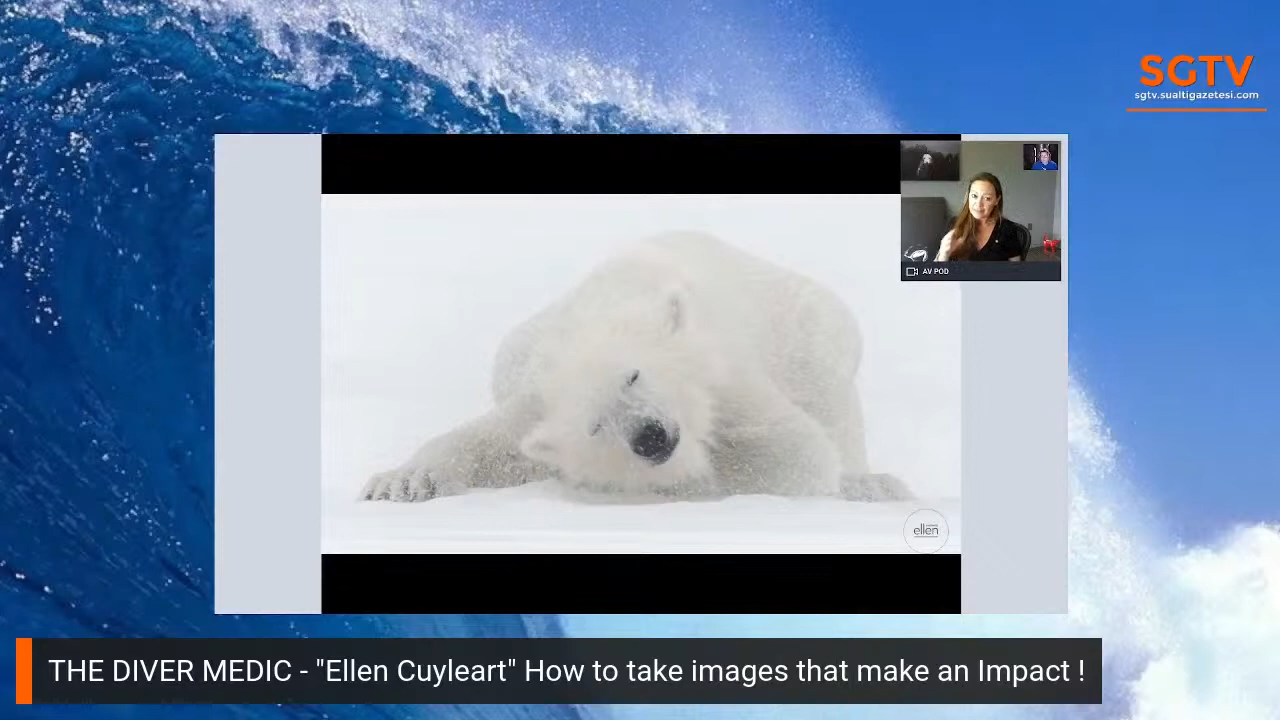 SGTV
sgtv.sualtigazetesi.com
AV POD
ellen
THE DIVER MEDIC - "Ellen Cuyleart" How to take images that make an Impact !